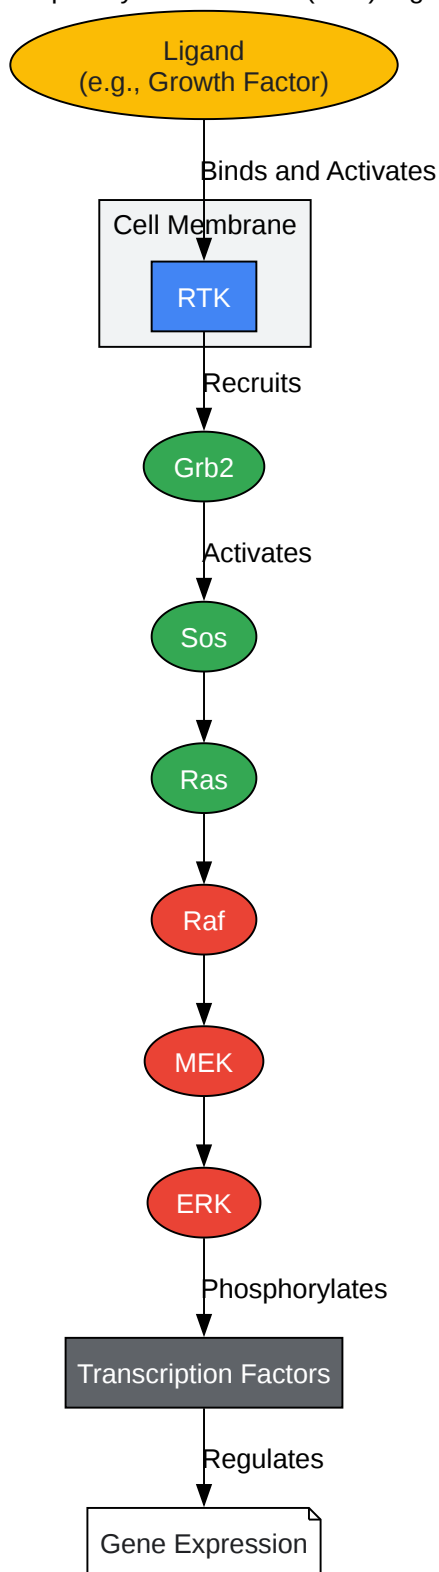 Ligand
(e.g., Growth Factor)
Binds and Activates
Cell Membrane
RTK
Recruits
Grb2
Activates
Sos
Ras
Raf
MEK
ERK
Phosphorylates
Transcription Factors
Regulates
Gene Expression